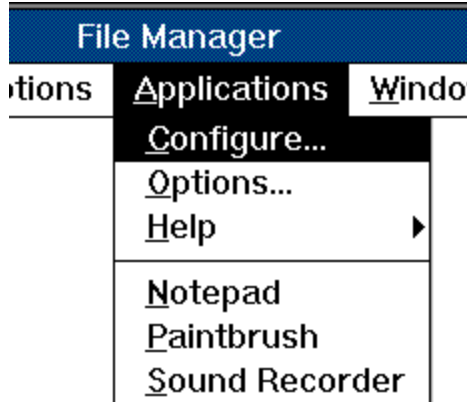 File Manager
tions Applications Windo
Configure...
Options...
Help
Notepad
Paintbrush
Sound Recorder